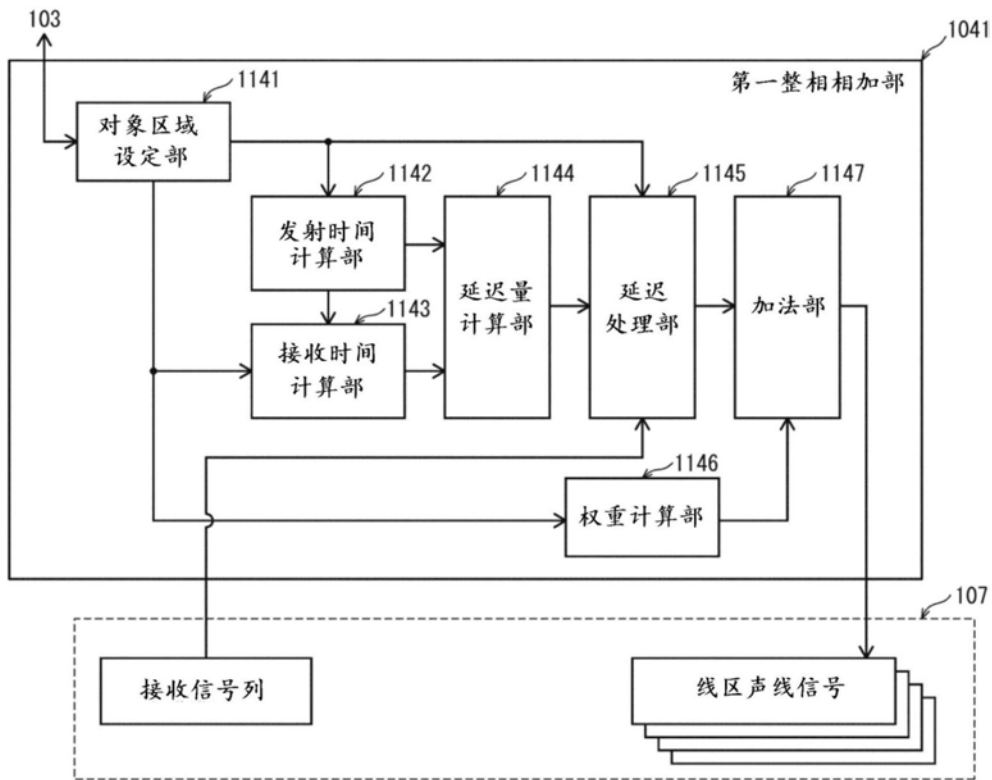 103
1041
第一整相相加部
1141
对象区域
设定部
1142
发射时间
计算部
1143
接收时间
计算部
1144
延迟量
计算部
1145
延迟
处理部
1147
加法部
1146
权重计算部
107
接收信号列
线区声线信号